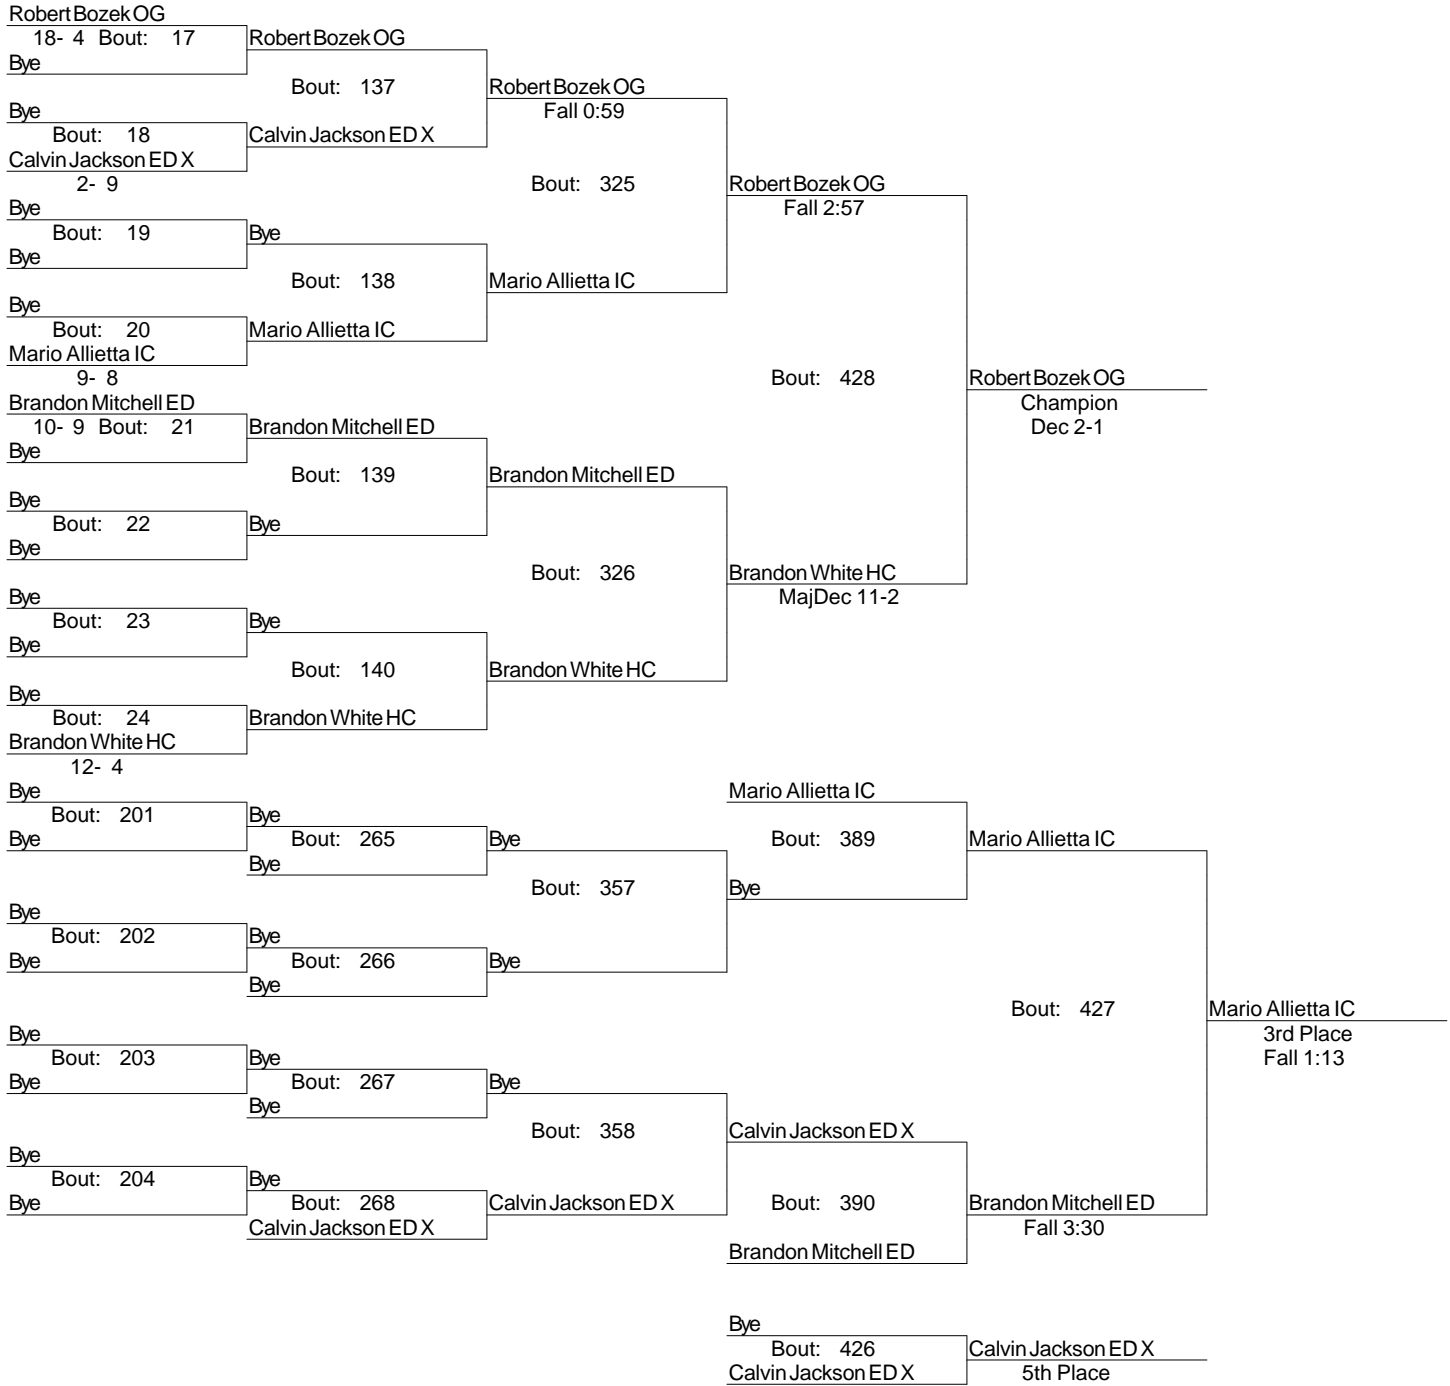 Robert Bozek OG
18- 4 Bout: 17 Robert Bozek OG
Bye
Bout: 137 Robert Bozek OG
Bye Fall 0:59
Bout: 18 Calvin Jackson ED X
Calvin Jackson ED X
2- 9 Bout: 325 Robert Bozek OG
Bye Fall 2:57
Bout: 19 Bye
Bye
Bout: 138 Mario Allietta IC
Bye
Bout: 20 Mario Allietta IC
Mario Allietta IC
9- 8 Bout: 428 Robert Bozek OG
Brandon Mitchell ED Champion
10- 9 Bout: 21 Brandon Mitchell ED Dec 2-1
Bye
Bout: 139 Brandon Mitchell ED
Bye
Bout: 22 Bye
Bye
Bout: 326 Brandon White HC
Bye MajDec 11-2
Bout: 23 Bye
Bye
Bout: 140 Brandon White HC
Bye
Bout: 24 Brandon White HC
Brandon White HC
12- 4
Bye Mario Allietta IC
Bout: 201 Bye
Bye Bout: 265 Bye Bout: 389 Mario Allietta IC
Bye
Bout: 357 Bye
Bye
Bout: 202 Bye
Bye Bout: 266 Bye
Bye
Bout: 427 Mario Allietta IC
Bye 3rd Place
Bout: 203 Bye Fall 1:13
Bye Bout: 267 Bye
Bye
Bout: 358 Calvin Jackson ED X
Bye
Bout: 204 Bye
Bye Bout: 268 Calvin Jackson ED X Bout: 390 Brandon Mitchell ED
Calvin Jackson ED X Fall 3:30
Brandon Mitchell ED
Bye
Bout: 426 Calvin Jackson ED X
Calvin Jackson ED X 5th Place